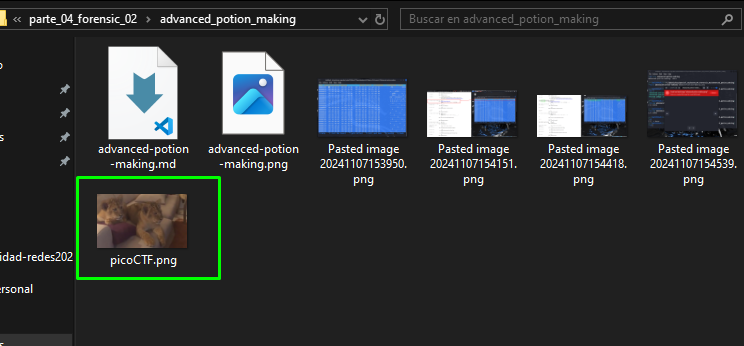 parte_04_forensic_02 › advanced_potion_making
Buscar en advanced_potion_making
advanced-potion
-making.md
advanced-potion
-making.png
Pasted image
20241107153950.
png
Pasted image
20241107154151.
png
Pasted image
20241107154418.
png
Pasted image
20241107154539.
png
picoCTF.png
idad-redes202
ersonal